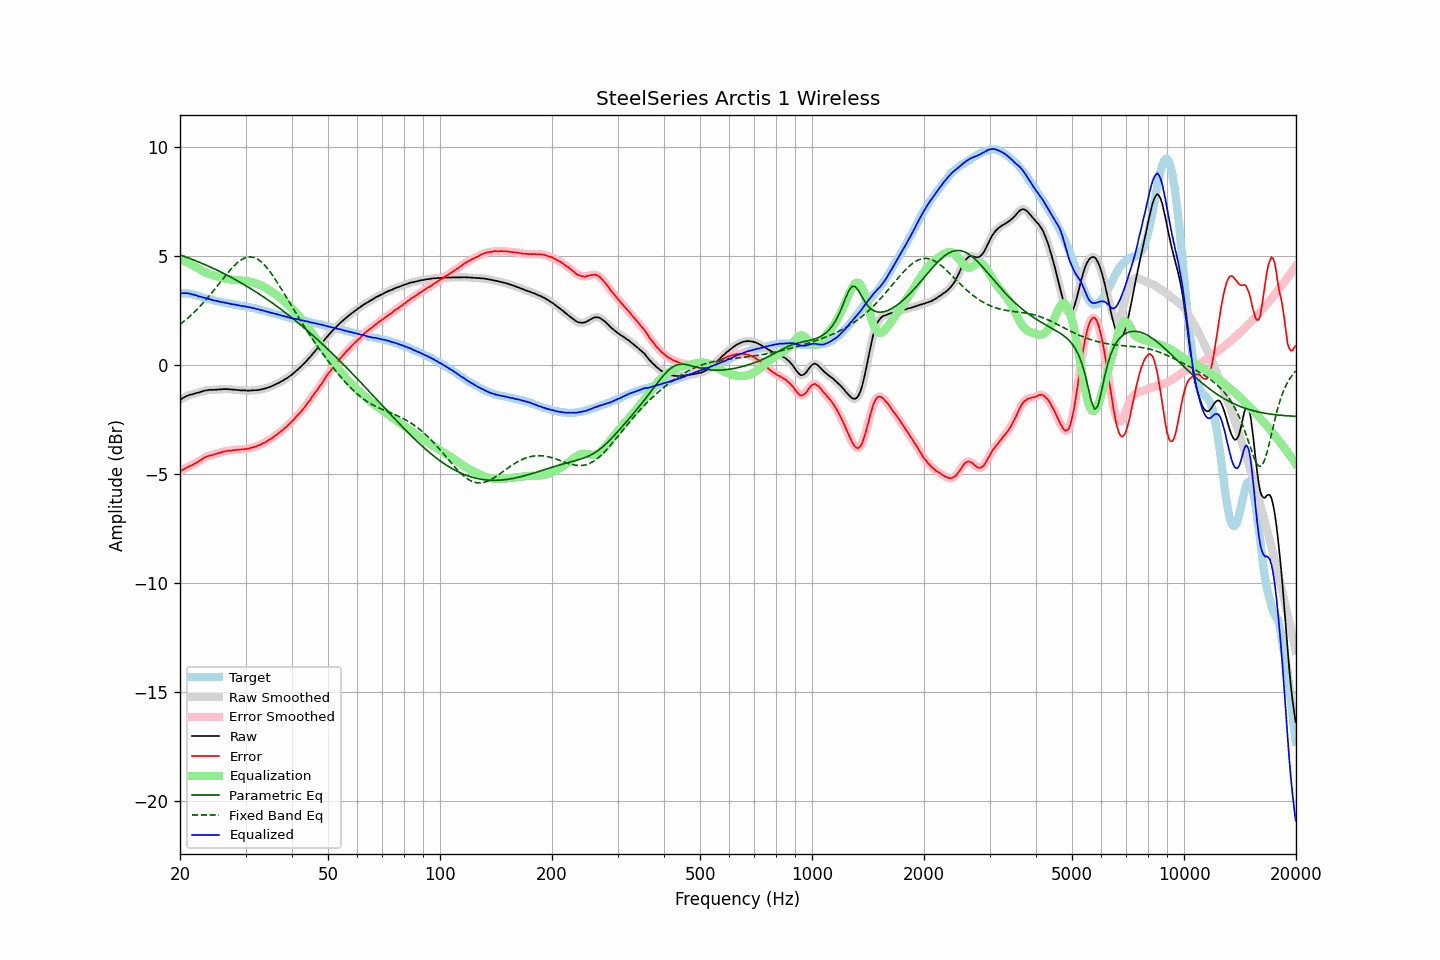 SteelSeries Arctis 1 Wireless
10
5
0
−5
−10
−15
−20
Amplitude (dBr)
Target
Raw Smoothed
Error Smoothed
Raw
Error
Equalization
Parametric Eq
Fixed Band Eq
Equalized
20 50 100 200 500 1000 2000 5000 10000 20000
Frequency (Hz)